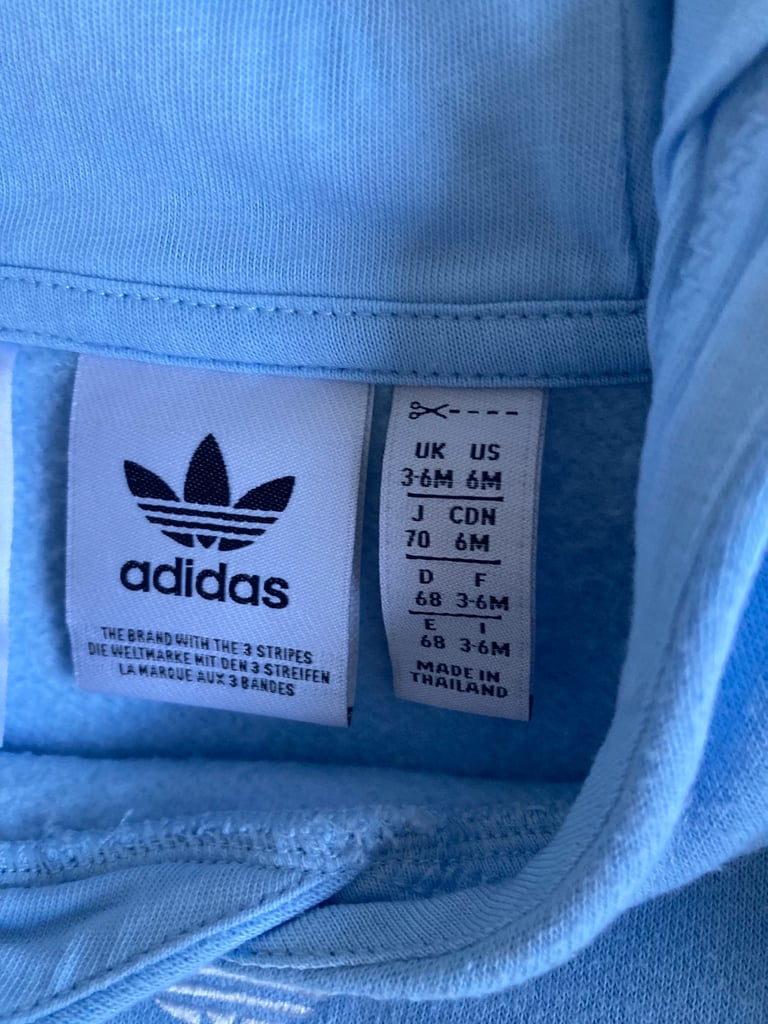 adidas
THE BRAND WITH THE 3 STRIPES
DIE WELTMARKE MIT DEN 3 STREIFEN
LA MARQUE AUX 3 BANDES
UK US
3-6M 6M
J CDN
70 6M
D F
68 3-6M
E I
68 3-6M
MADE IN
THAILAND